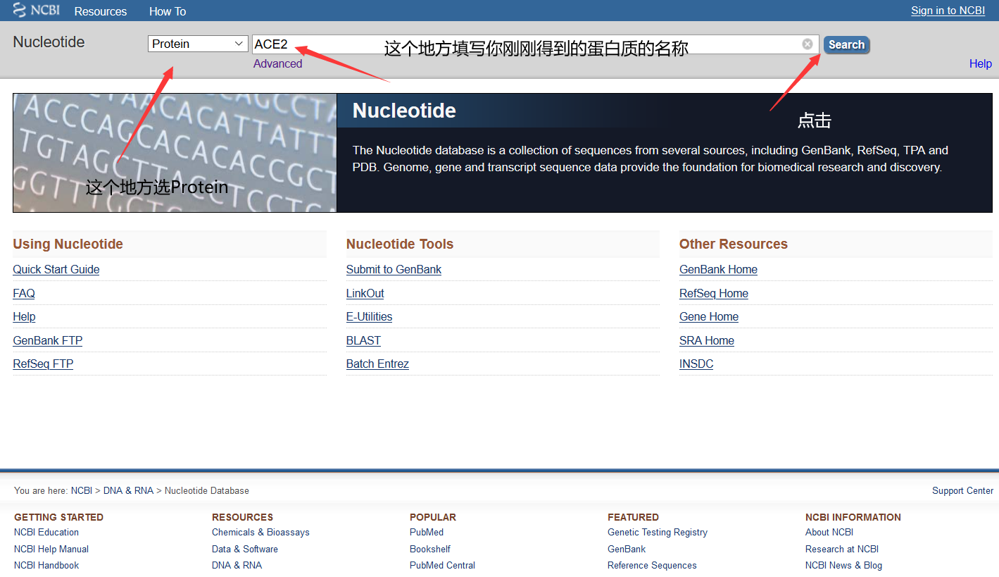 NCBI Resources How To Sign in to NCBI
Nucleotide Protein ACE2 这个地方填写你刚刚得到的蛋白质的名称 Search
Advanced Help
Nucleotide
点击
The Nucleotide database is a collection of sequences from several sources, including GenBank, RefSeq, TPA and
PDB. Genome, gene and transcript sequence data provide the foundation for biomedical research and discovery.
这个地方选Protein
Using Nucleotide
Quick Start Guide
FAQ
Help
GenBank FTP
RefSeq FTP
Nucleotide Tools
Submit to GenBank
LinkOut
E-Utilities
BLAST
Batch Entrez
Other Resources
GenBank Home
RefSeq Home
Gene Home
SRA Home
INSDC
You are here: NCBI > DNA & RNA > Nucleotide Database Support Center
GETTING STARTED
NCBI Education
NCBI Help Manual
NCBI Handbook
RESOURCES
Chemicals & Bioassays
Data & Software
DNA & RNA
POPULAR
PubMed
Bookshelf
PubMed Central
FEATURED
Genetic Testing Registry
GenBank
Reference Sequences
NCBI INFORMATION
About NCBI
Research at NCBI
NCBI News & Blog